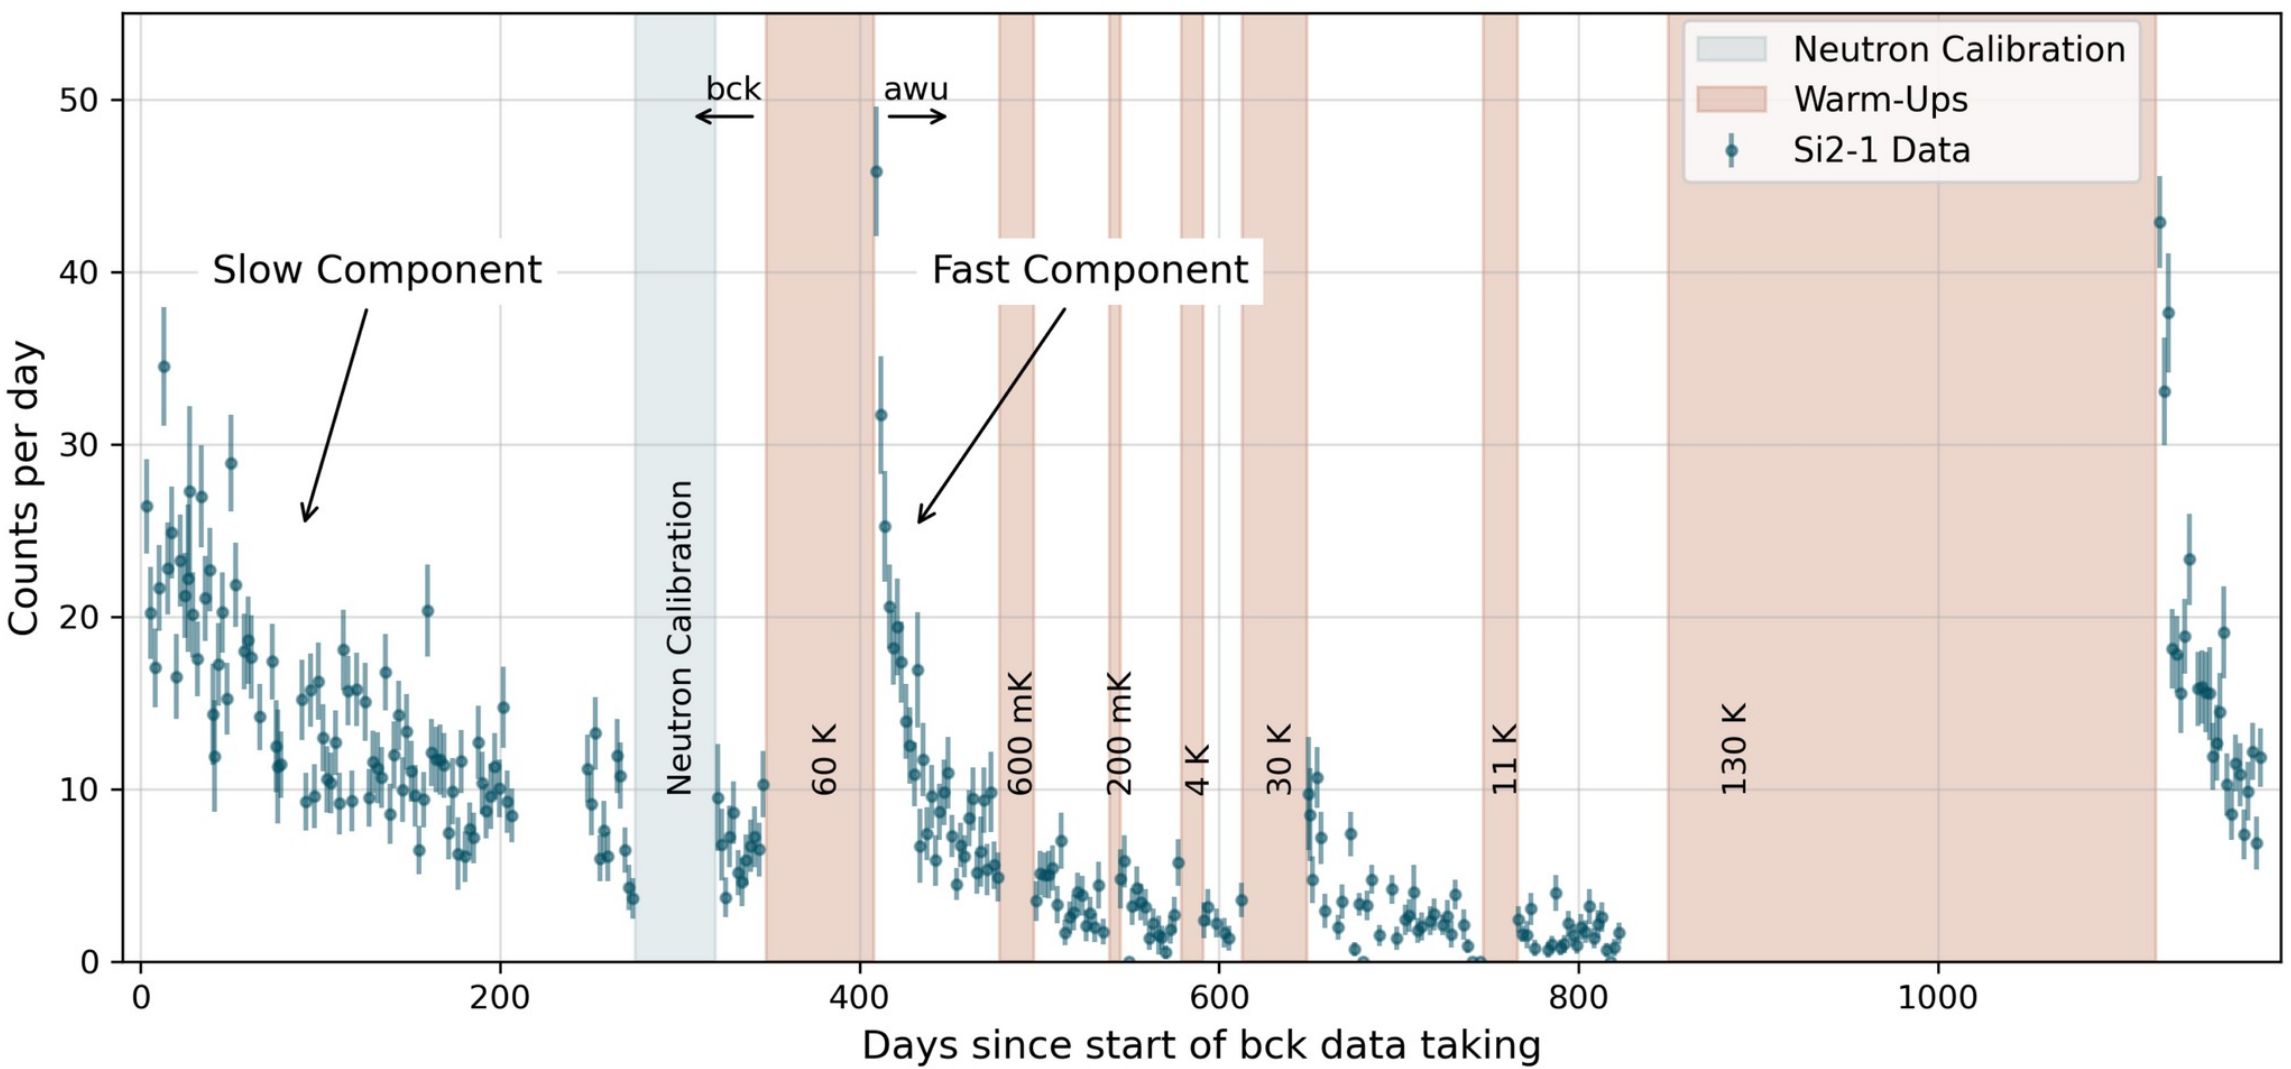 Counts per day
50
40
30
20
10
0
bck
awu
Neutron Calibration
Warm-Ups
Si2-1 Data
Slow Component
Fast Component
Neutron Calibration
60 K
600 mK
200 mK
4 K
30 K
11 K
130 K
0
200
400
600
800
1000
Days since start of bck data taking